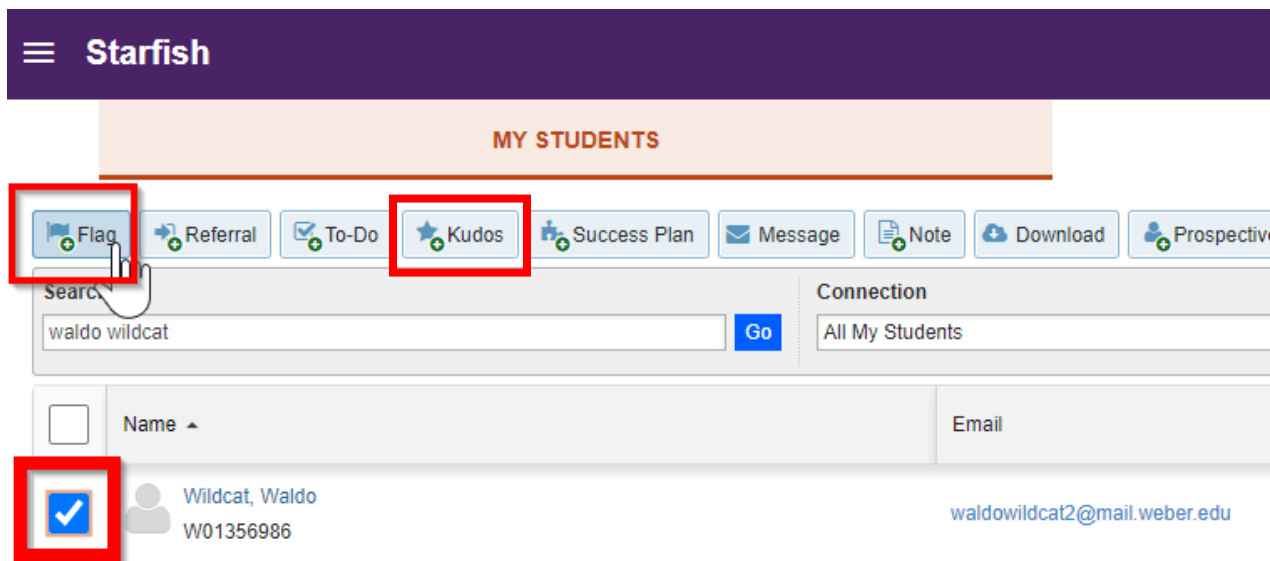 Starfish
MY STUDENTS
Flag Referral To-Do Kudos Success Plan Message Note Download Prospective
Connection
waldo wildcat Go All My Students
Name Email
Wildcat, Waldo
W01356986 waldowildcat2@mail.weber.edu